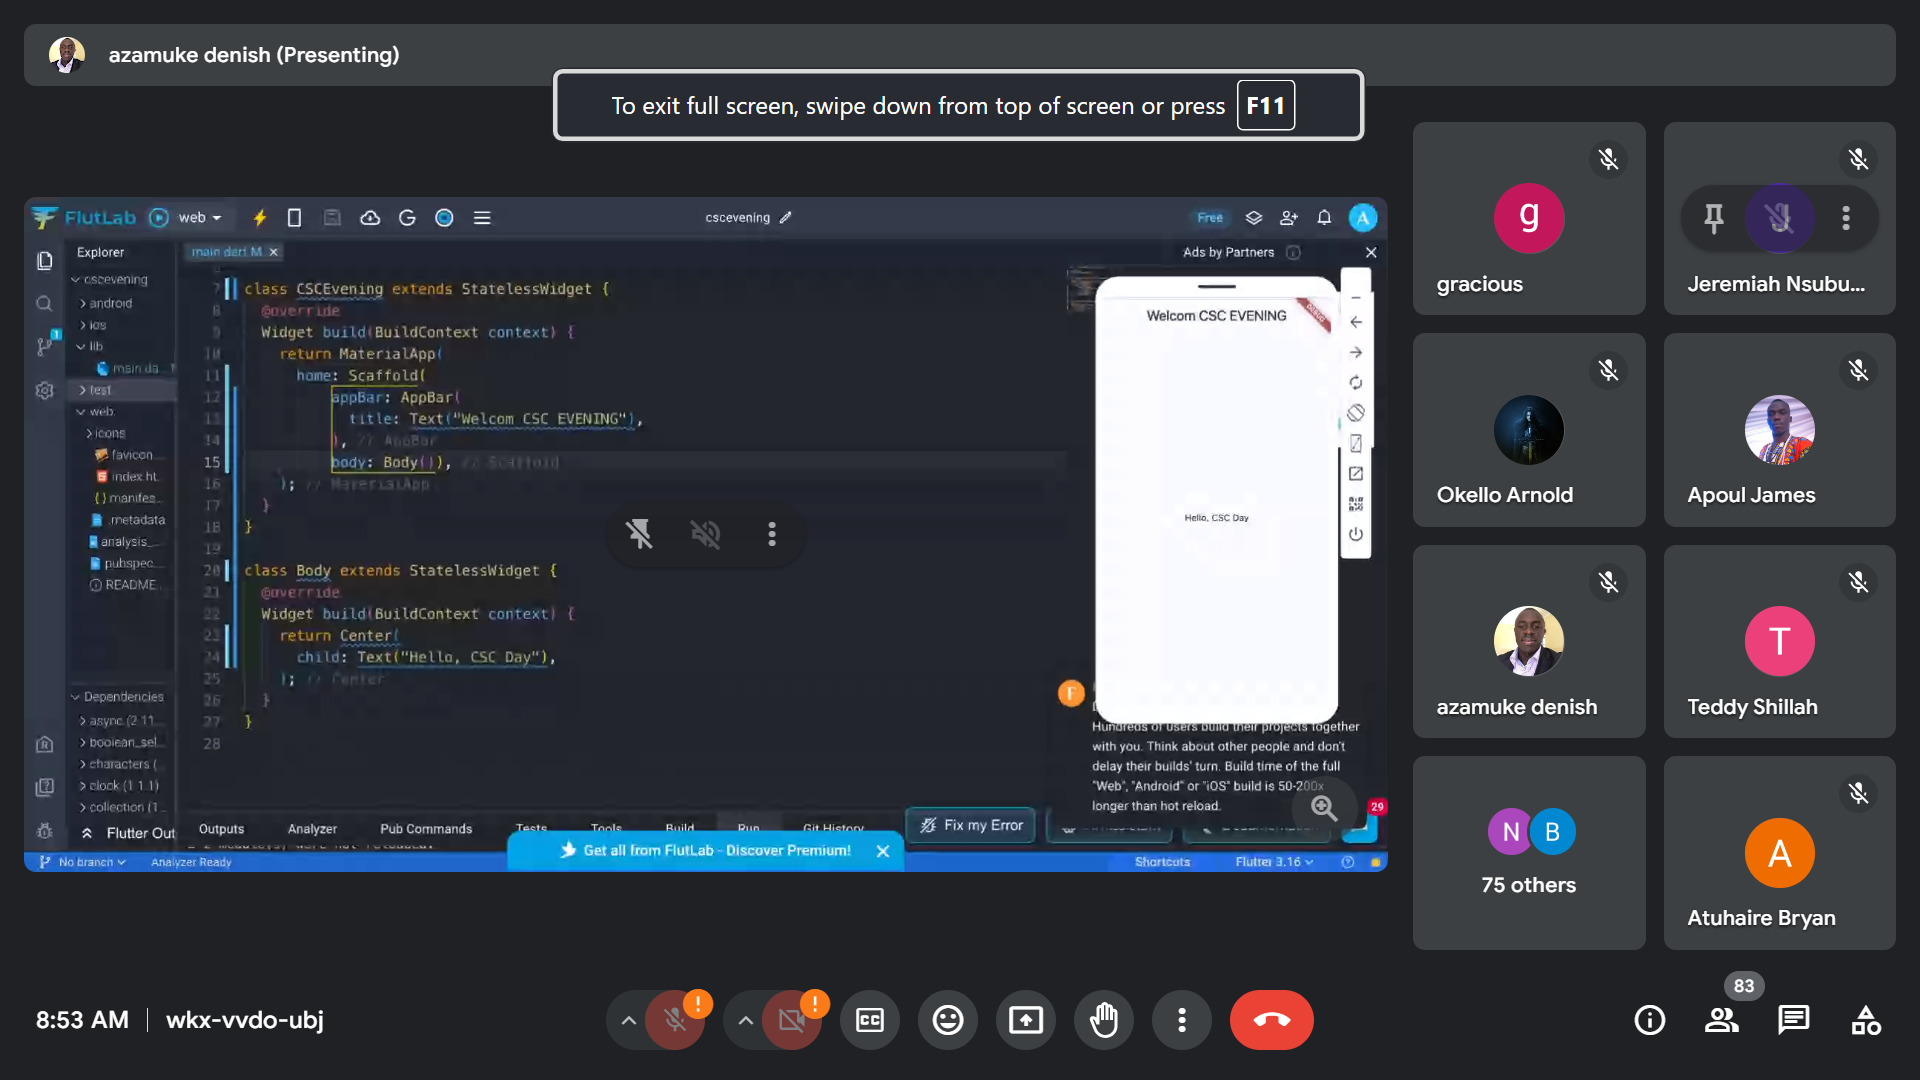 azamuke denish (Presenting)
To exit full screen, swipe down from top of screen or press F11
FlutLab
web
cscevening
Free
A
Explorer
main.dart M
Ads by Partners
cscevening
android
ios
lib
main.da...
test
web
icons
favicon...
index.ht...
manifes...
.metadata
analysis_...
pubspec...
README...
Dependencies
async (2.11...
boolean_sel...
characters (...
clock (1.1.1)
collection (1...
Flutter Out
7 class CSCEvening extends StatelessWidget {
8 @override
9 Widget build(BuildContext context) {
10 return MaterialApp(
11 home: Scaffold(
12 appBar: AppBar(
13 title: Text("Welcom CSC EVENING"),
14 ), // AppBar
15 body: Body()), // Scaffold
16 ); // MaterialApp
17 }
18 }
19
20 class Body extends StatelessWidget {
21 @override
22 Widget build(BuildContext context) {
23 return Center(
24 child: Text("Hello, CSC Day"),
25 ); // Center
26 }
27 }
28
Welcom CSC EVENING
DEBUG
Hello, CSC Day
F
Hundreds of users build their projects together
with you. Think about other people and don't
delay their builds' turn. Build time of the full
"Web", "Android" or "iOS" build is 50-200x
longer than hot reload.
29
Outputs
Analyzer
Pub Commands
Tests
Tools
Build
Run
Git History
Fix my Error
Get all from FlutLab - Discover Premium!
No branch
Analyzer Ready
Shortcuts
Flutter 3.16
g
gracious
Jeremiah Nsubu...
Okello Arnold
Apoul James
azamuke denish
T
Teddy Shillah
N
B
75 others
A
Atuhaire Bryan
8:53 AM
wkx-vvdo-ubj
CC
83